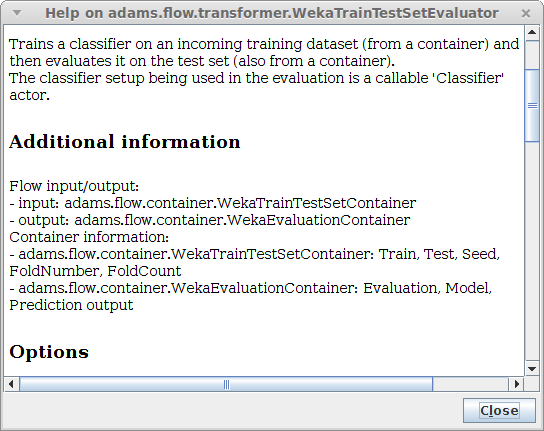 Help on adams.flow.transformer.WekaTrainTestSetEvaluator
Trains a classifier on an incoming training dataset (from a container) and
then evaluates it on the test set (also from a container).
The classifier setup being used in the evaluation is a callable 'Classifier'
actor.
Additional information
Flow input/output:
- input: adams.flow.container.WekaTrainTestSetContainer
- output: adams.flow.container.WekaEvaluationContainer
Container information:
- adams.flow.container.WekaTrainTestSetContainer: Train, Test, Seed,
FoldNumber, FoldCount
- adams.flow.container.WekaEvaluationContainer: Evaluation, Model,
Prediction output
Options
Close